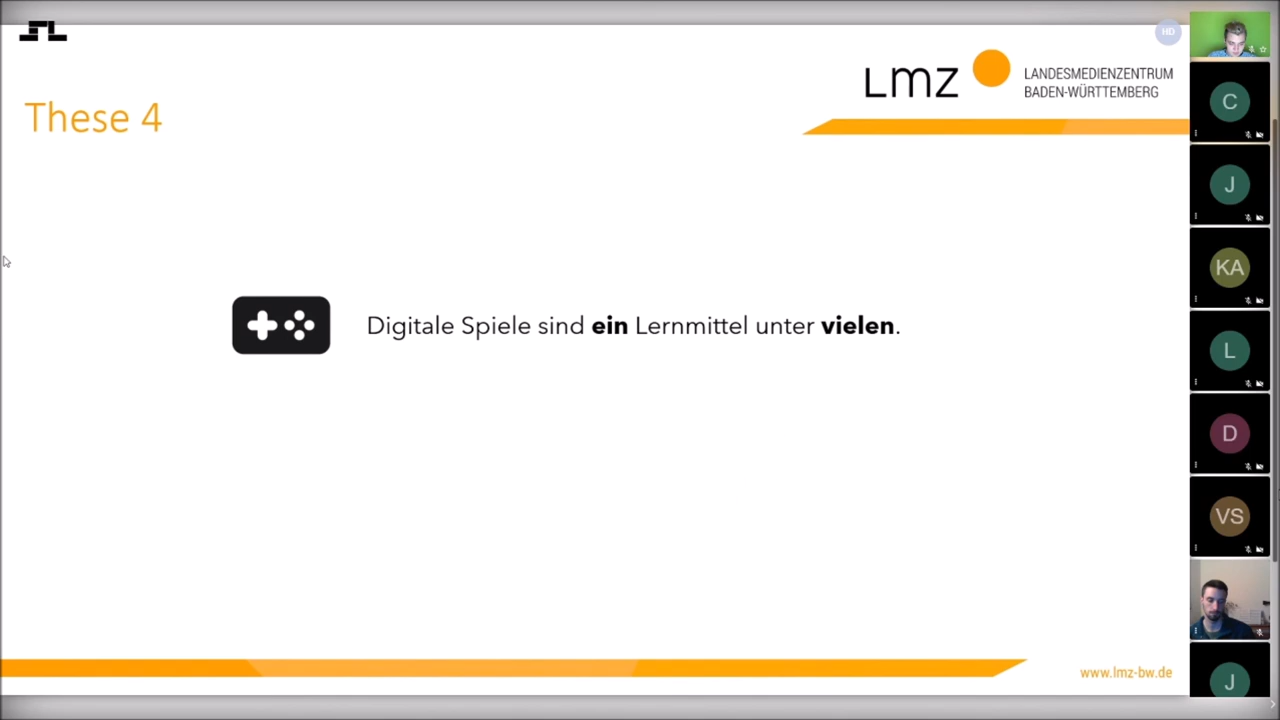 HD
LMZ
LANDESMEDIENZENTRUM
BADEN-WÜRTTEMBERG
These 4
Digitale Spiele sind ein Lernmittel unter vielen.
www.lmz-bw.de
C
J
KA
L
D
VS
J